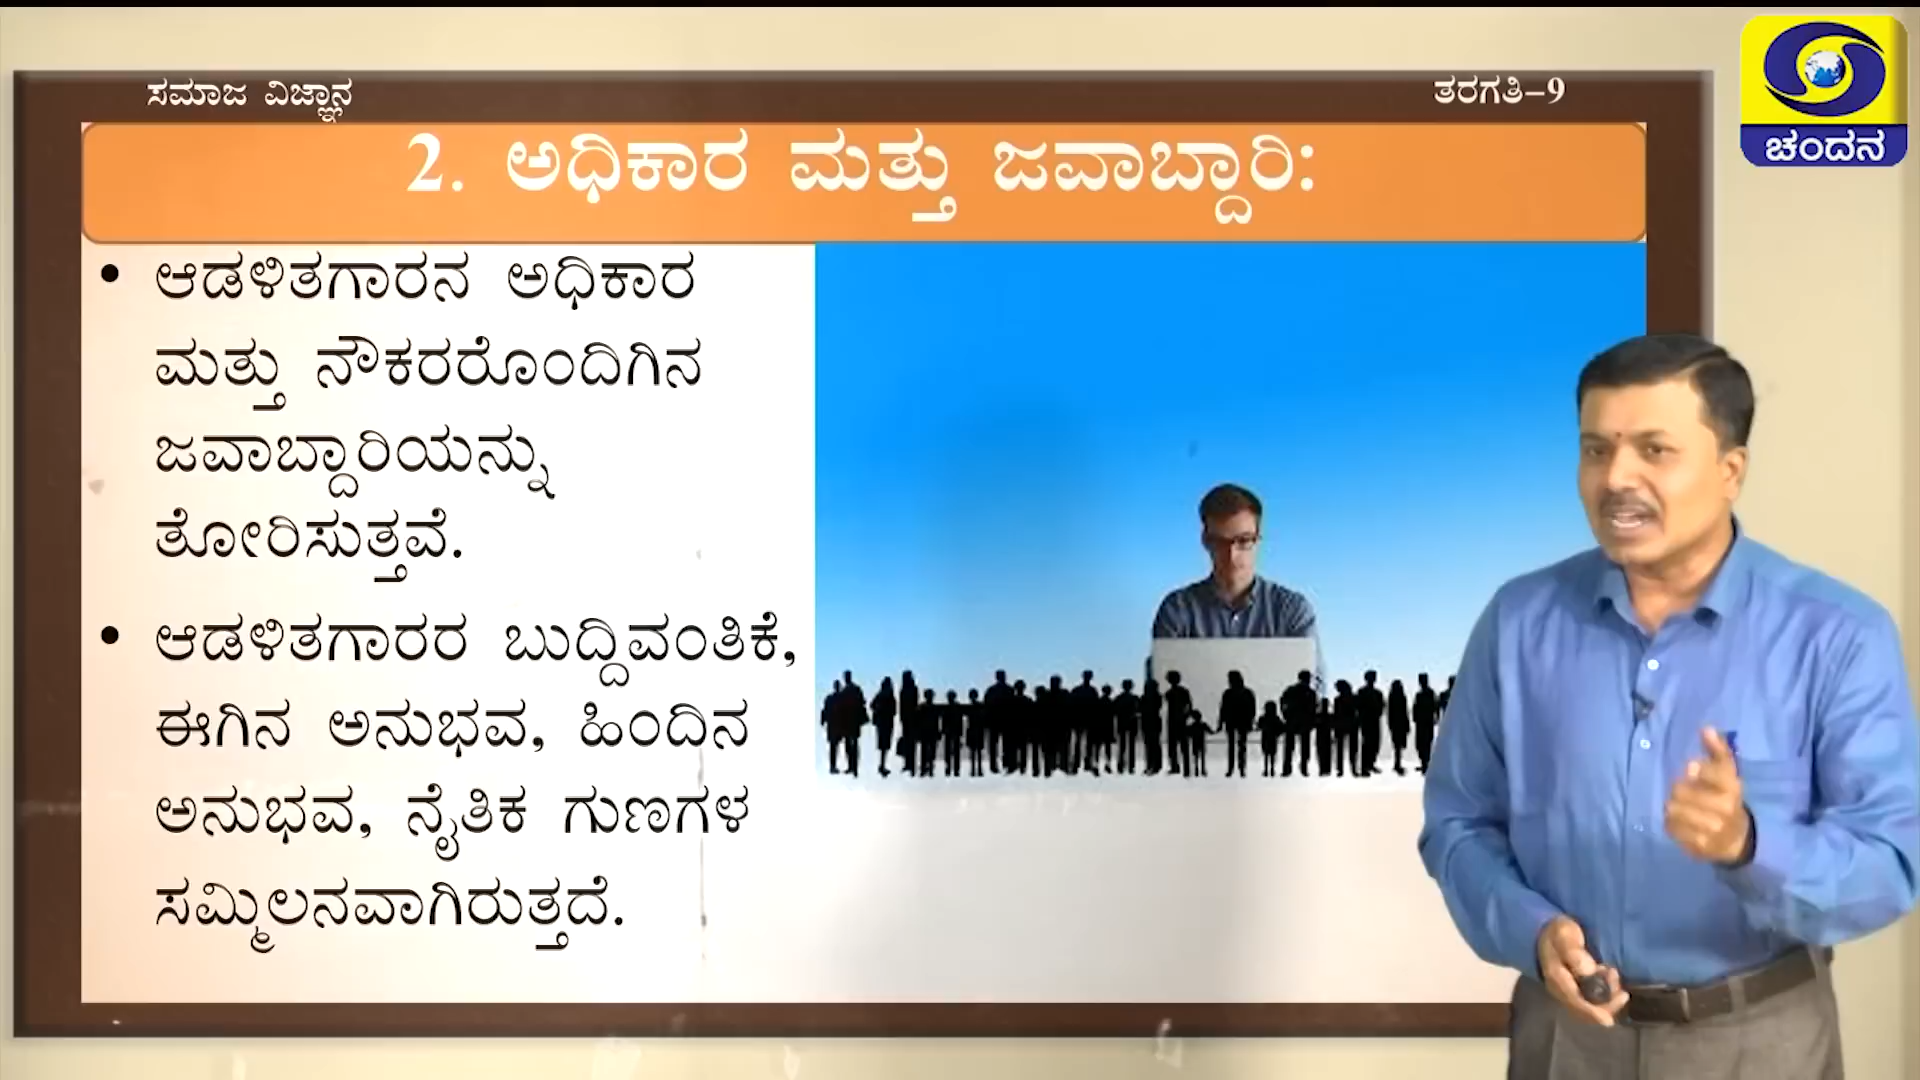 ಸಮಾಜ ವಿಜ್ಞಾನ
ತರಗತಿ-9
ಚಂದನ
2. ಅಧಿಕಾರ ಮತ್ತು ಜವಾಬ್ದಾರಿ:
• ಆಡಳಿತಗಾರನ ಅಧಿಕಾರ
ಮತ್ತು ನೌಕರರೊಂದಿಗಿನ
ಜವಾಬ್ದಾರಿಯನ್ನು
ತೋರಿಸುತ್ತವೆ.
• ಆಡಳಿತಗಾರರ ಬುದ್ದಿವಂತಿಕೆ,
ಈಗಿನ ಅನುಭವ, ಹಿಂದಿನ
ಅನುಭವ, ನೈತಿಕ ಗುಣಗಳ
ಸಮ್ಮಿಲನವಾಗಿರುತ್ತದೆ.